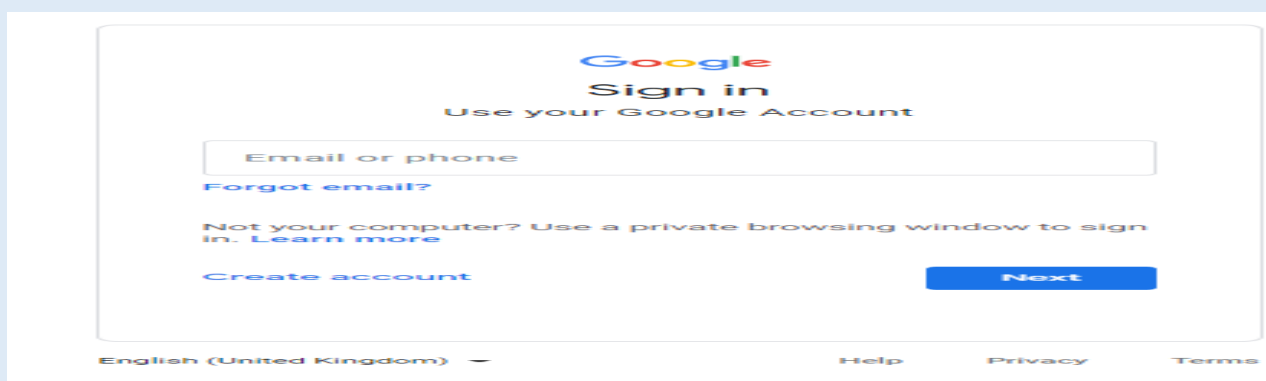 Google
Sign in
Use your Google Account
Email or phone
Forgot email?
Not your computer? Use a private browsing window to sign
in. Learn more
Create account
Next
English (United Kingdom)
Help Privacy Terms